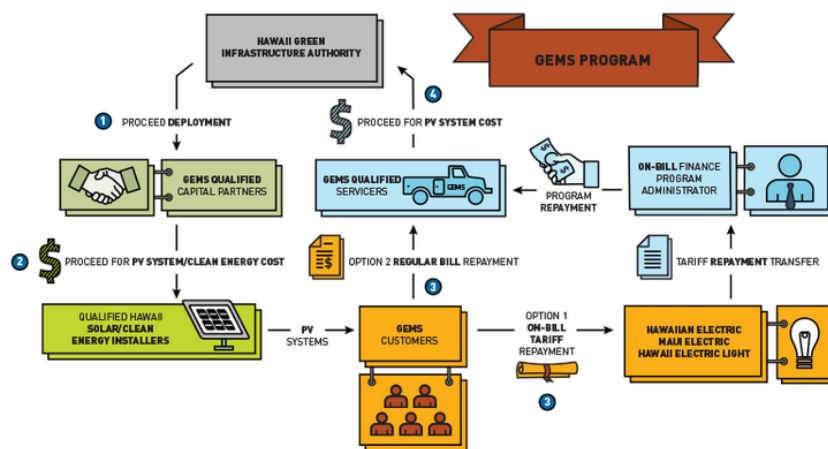 HAWAII GREEN
INFRASTRUCTURE AUTHORITY
GEMS PROGRAM
1
PROCEED DEPLOYMENT
4
$
PROCEED FOR PV SYSTEM COST
GEMS QUALIFIED
CAPITAL PARTNERS
GEMS QUALIFIED
SERVICERS
GEMS
$
PROGRAM
REPAYMENT
ON-BILL FINANCE
PROGRAM
ADMINISTRATOR
2
$
PROCEED FOR PV SYSTEM/CLEAN ENERGY COST
$
OPTION 2 REGULAR BILL REPAYMENT
3
TARIFF REPAYMENT TRANSFER
QUALIFIED HAWAII
SOLAR/CLEAN
ENERGY INSTALLERS
PV
SYSTEMS
GEMS
CUSTOMERS
OPTION 1
ON-BILL
TARIFF
REPAYMENT
3
HAWAIIAN ELECTRIC
MAUI ELECTRIC
HAWAII ELECTRIC LIGHT